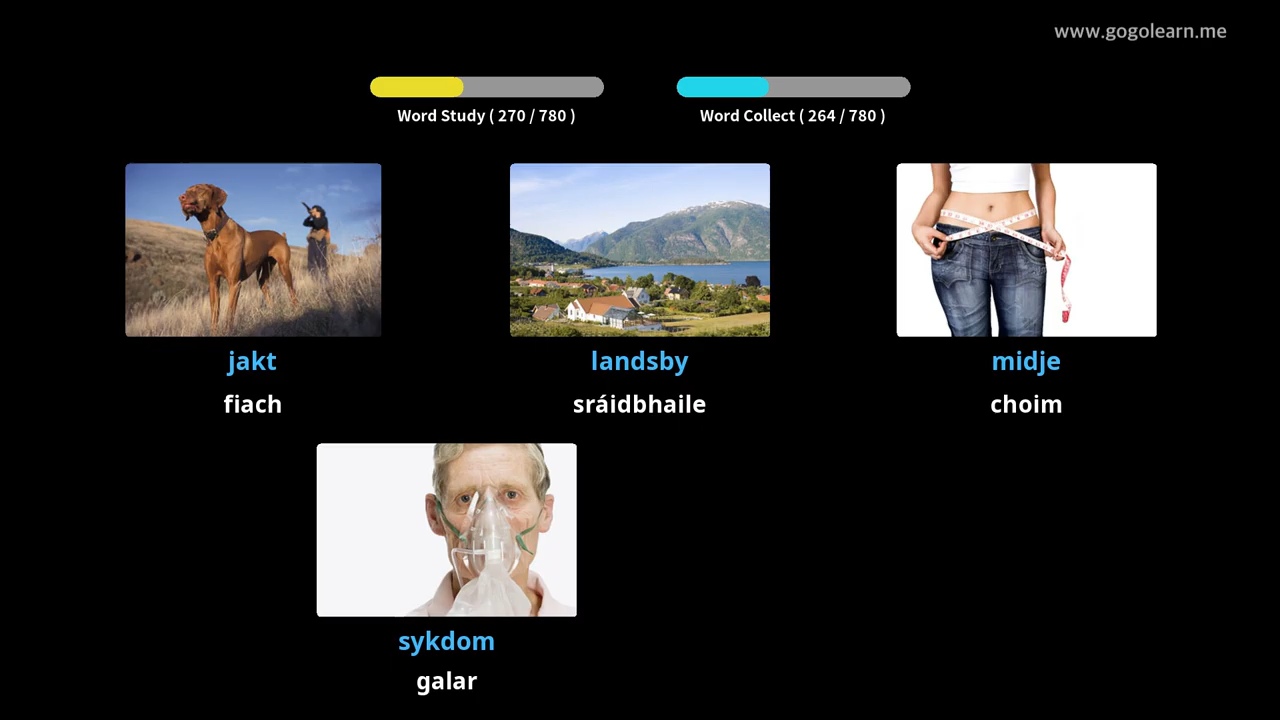 www.gogolearn.me
Word Study ( 270 / 780 )
Word Collect ( 264 / 780 )
jakt
fiach
landsby
sráidbhaile
midje
choim
sykdom
galar